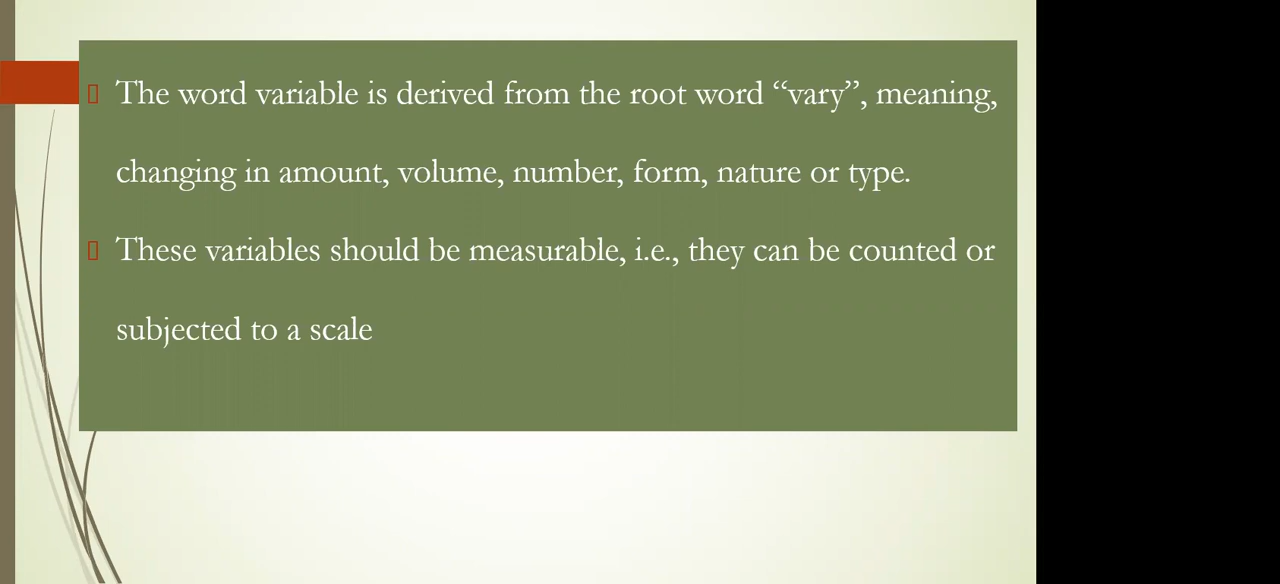 The word variable is derived from the root word “vary”, meaning,
changing in amount, volume, number, form, nature or type.
These variables should be measurable, i.e., they can be counted or
subjected to a scale